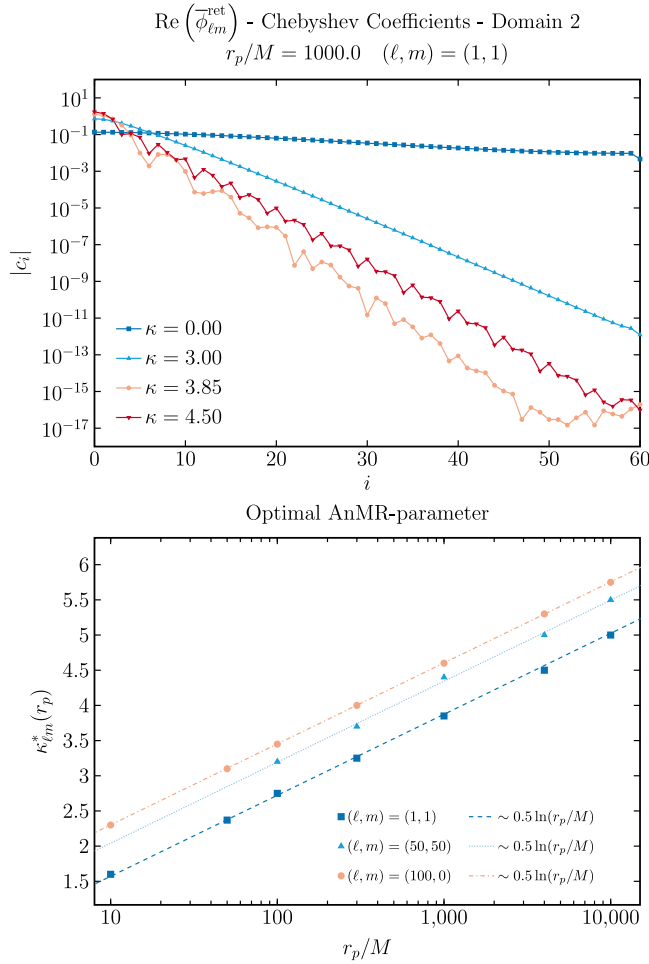 Re (ϕ̅ᵣₑₜ ℓm) - Chebyshev Coefficients - Domain 2
r_p/M = 1000.0 (ℓ, m) = (1, 1)
10^1
10^−1
10^−3
10^−5
10^−7
10^−9
10^−11
10^−13
10^−15
10^−17
|c_i|
κ = 0.00
κ = 3.00
κ = 3.85
κ = 4.50
0 10 20 30 40 50 60
i
Optimal AnMR-parameter
6
5.5
5
4.5
4
3.5
3
2.5
2
1.5
κ*_ℓm(r_p)
(ℓ, m) = (1, 1) ∼ 0.5 ln(r_p/M)
(ℓ, m) = (50, 50) ∼ 0.5 ln(r_p/M)
(ℓ, m) = (100, 0) ∼ 0.5 ln(r_p/M)
10 100 1,000 10,000
r_p/M